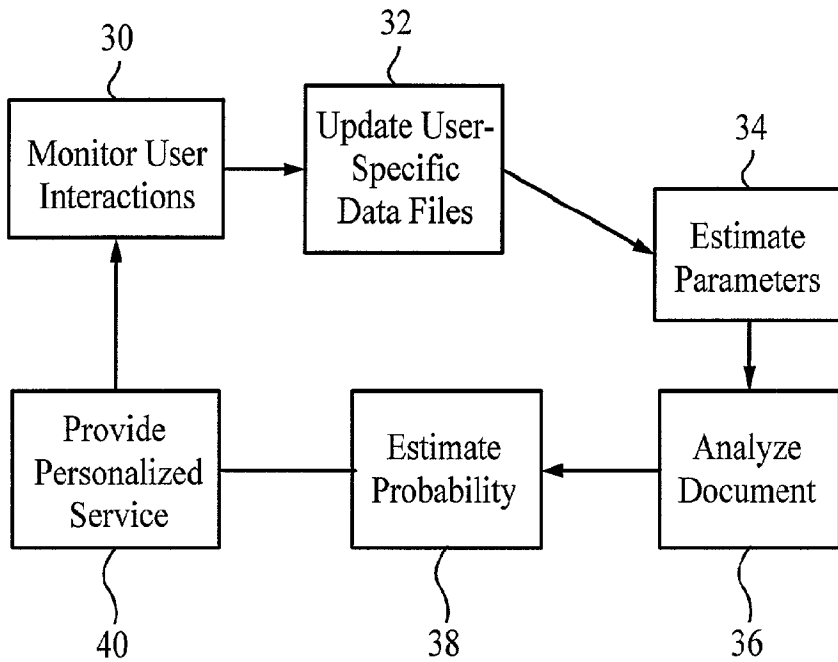 30
Monitor User
Interactions
32
Update User-
Specific
Data Files
34
Estimate
Parameters
Provide
Personalized
Service
40
Estimate
Probability
38
Analyze
Document
36